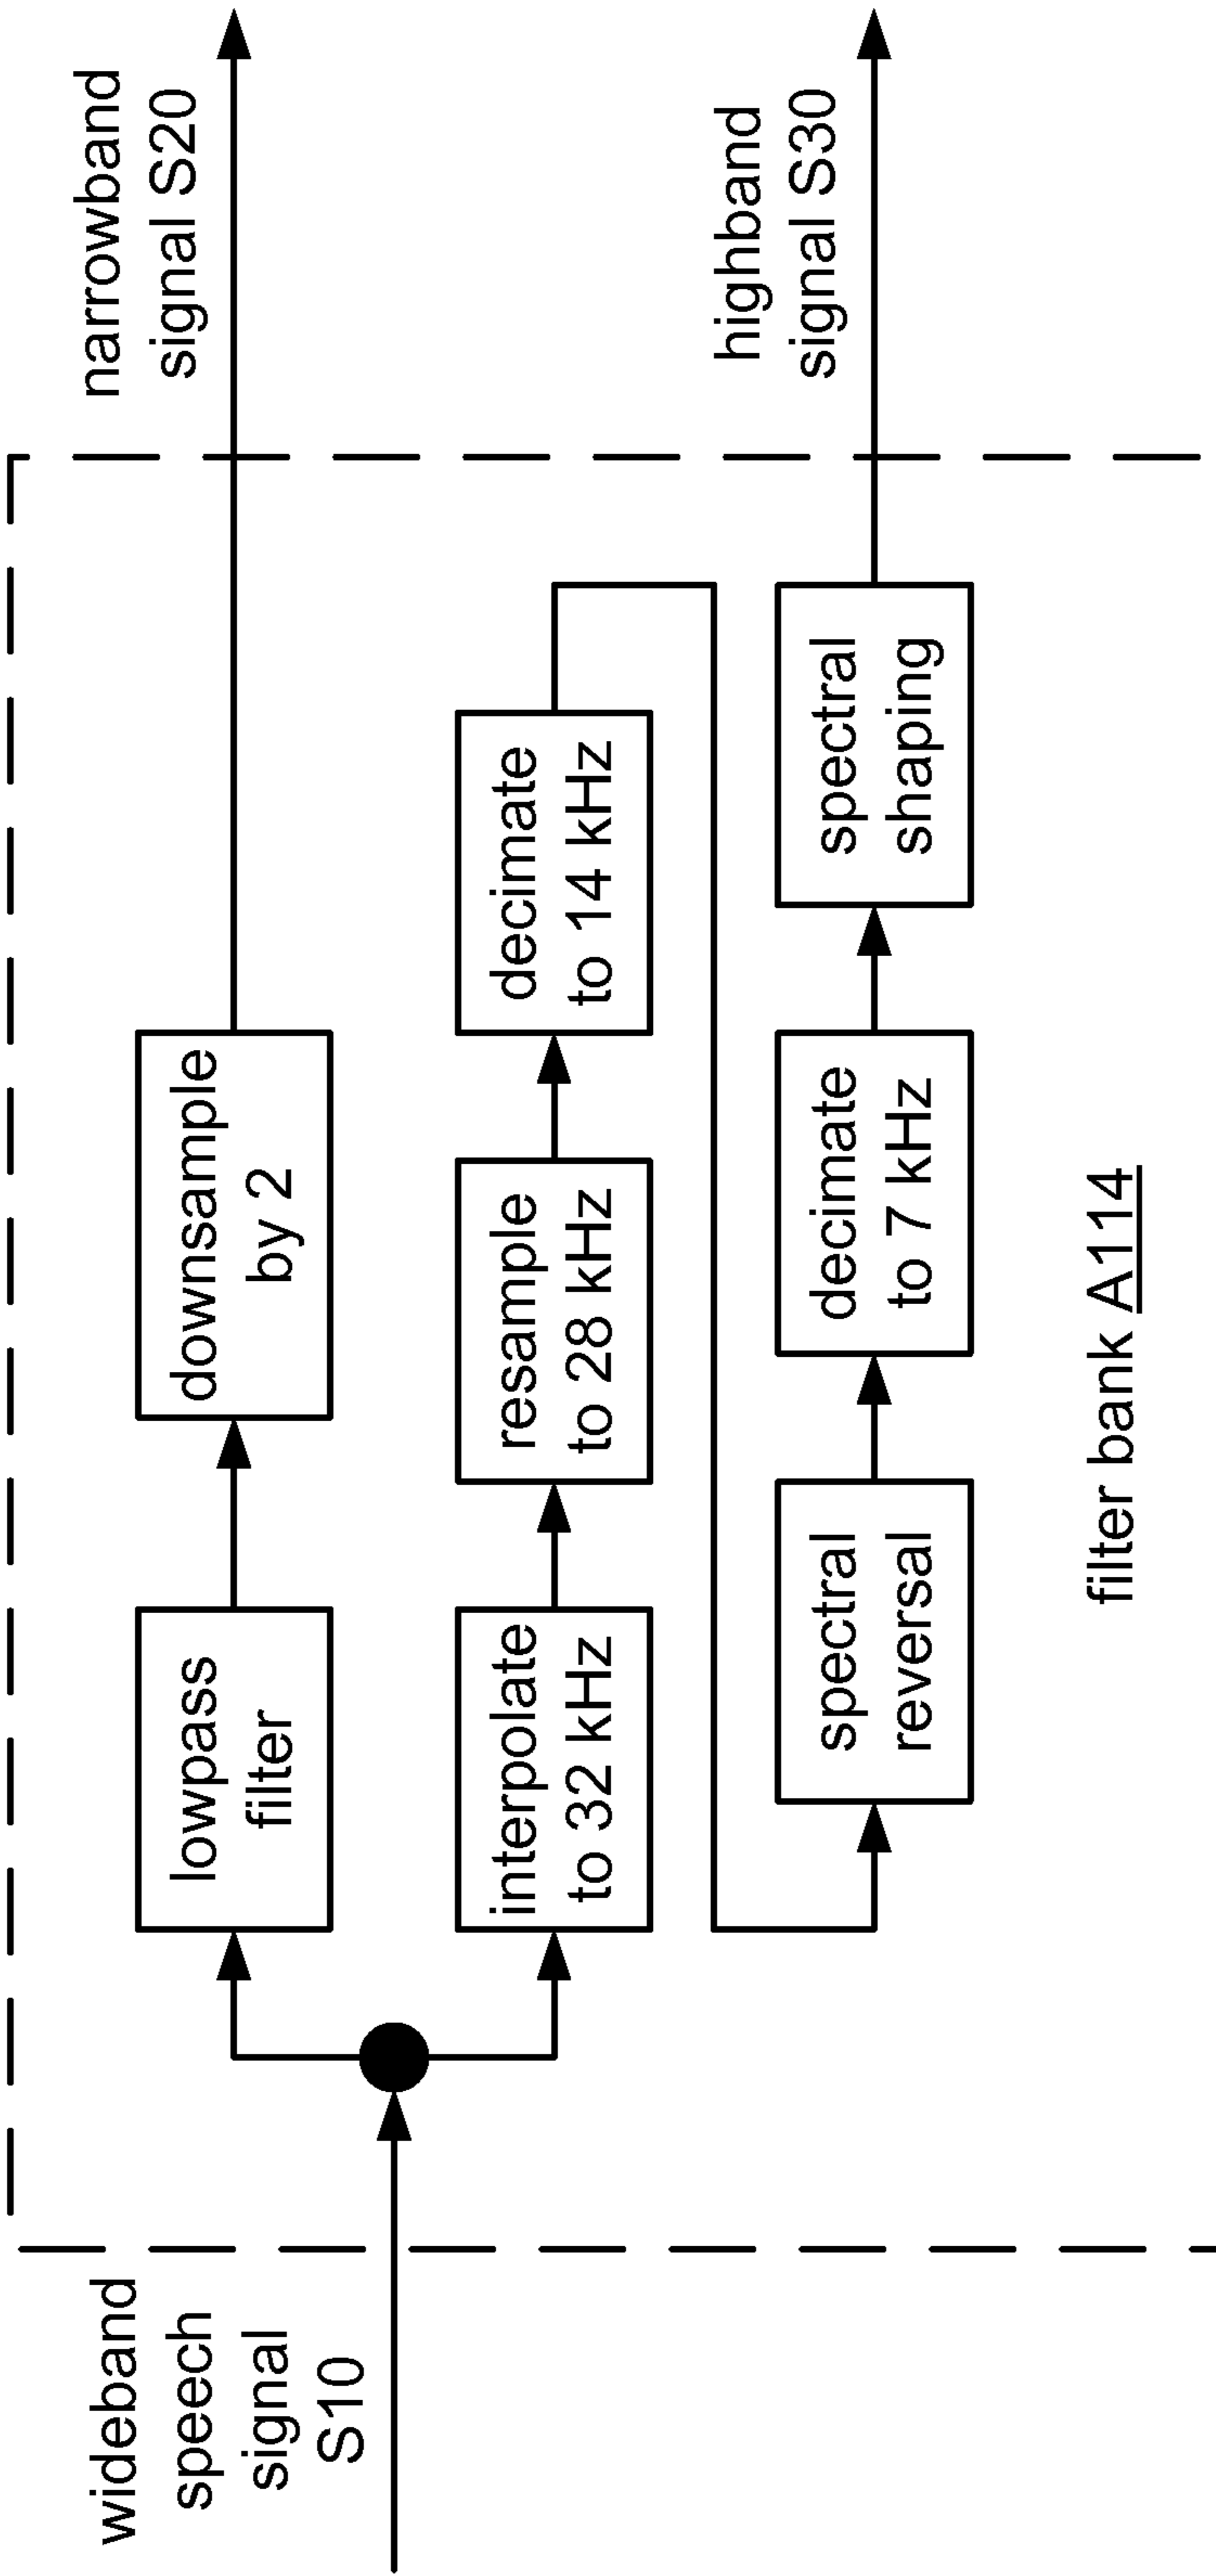 wideband
speech
signal
S10
lowpass
filter
downsample
by 2
narrowband
signal S20
interpolate
to 32 kHz
resample
to 28 kHz
decimate
to 14 kHz
spectral
reversal
decimate
to 7 kHz
spectral
shaping
highband
signal S30
filter bank A114